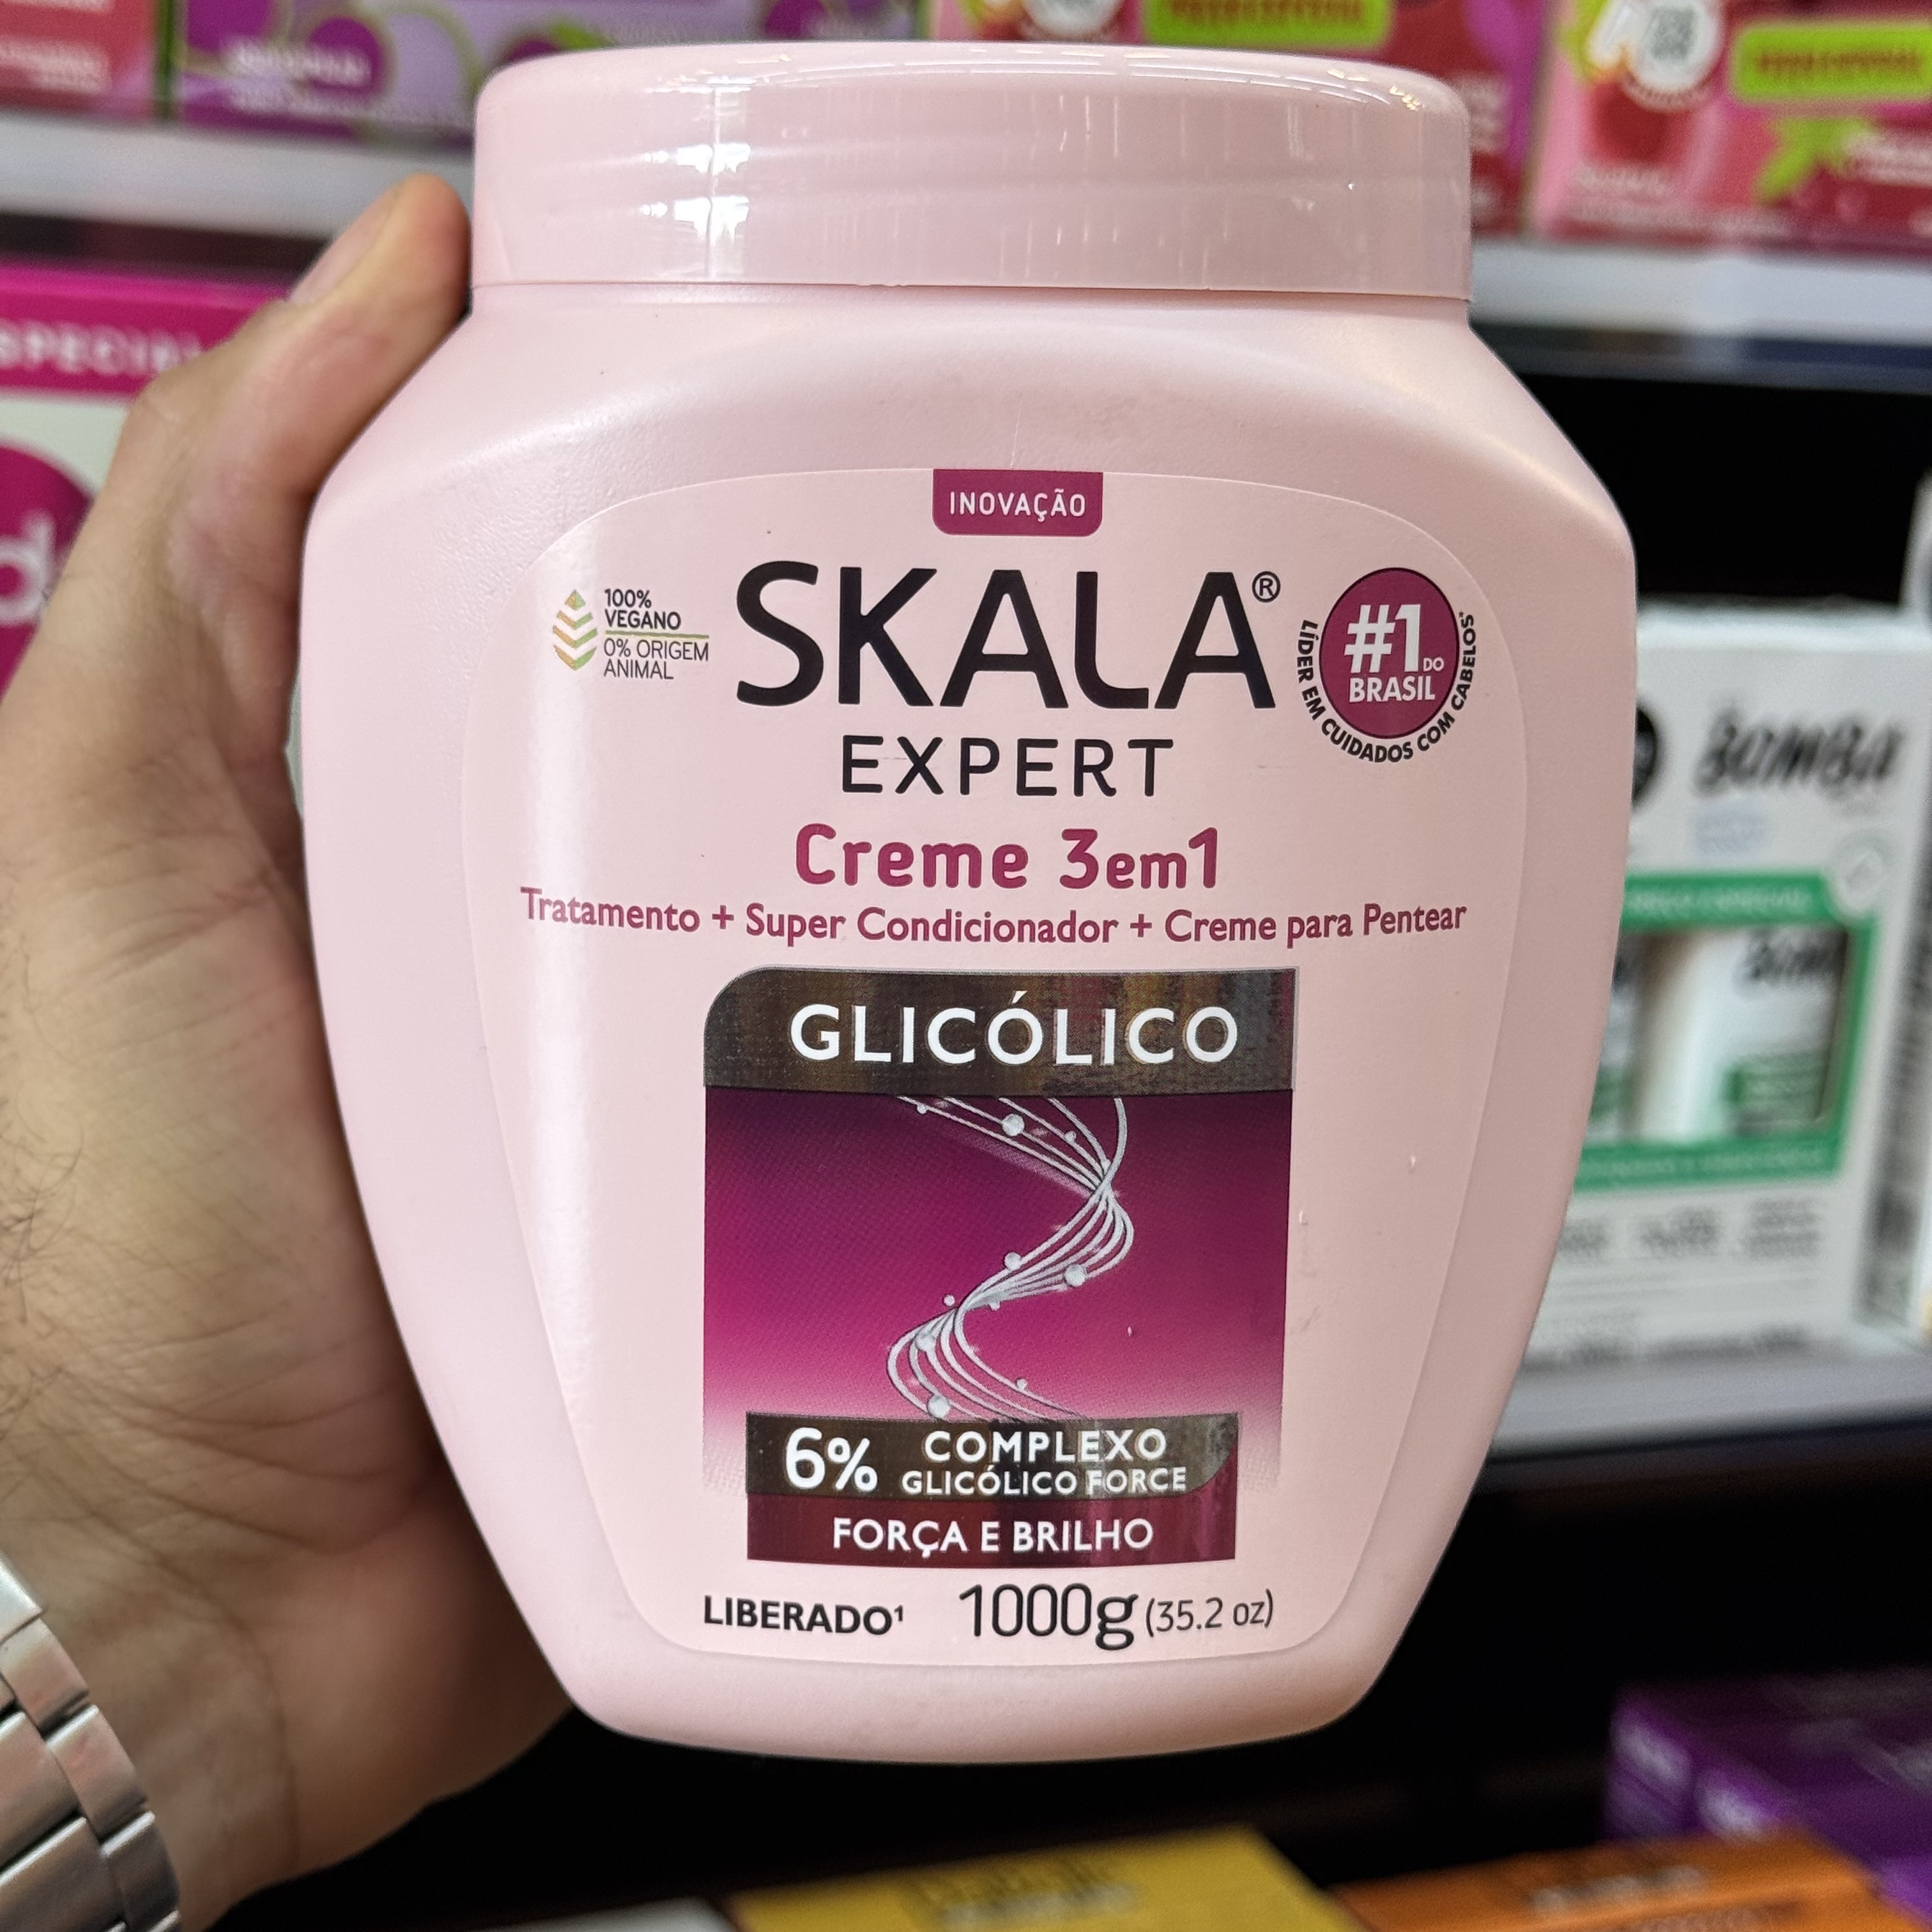 INOVAÇÃO
100%
VEGANO
0% ORIGEM
ANIMAL
SKALA®
#1 DO
BRASIL
LÍDER EM CUIDADOS COM CABELOS
EXPERT
Creme 3em1
Tratamento + Super Condicionador + Creme para Pentear
GLICÓLICO
6% COMPLEXO
GLICÓLICO FORCE
FORÇA E BRILHO
LIBERADO¹ 1000g (35.2 oz)
BOMBA